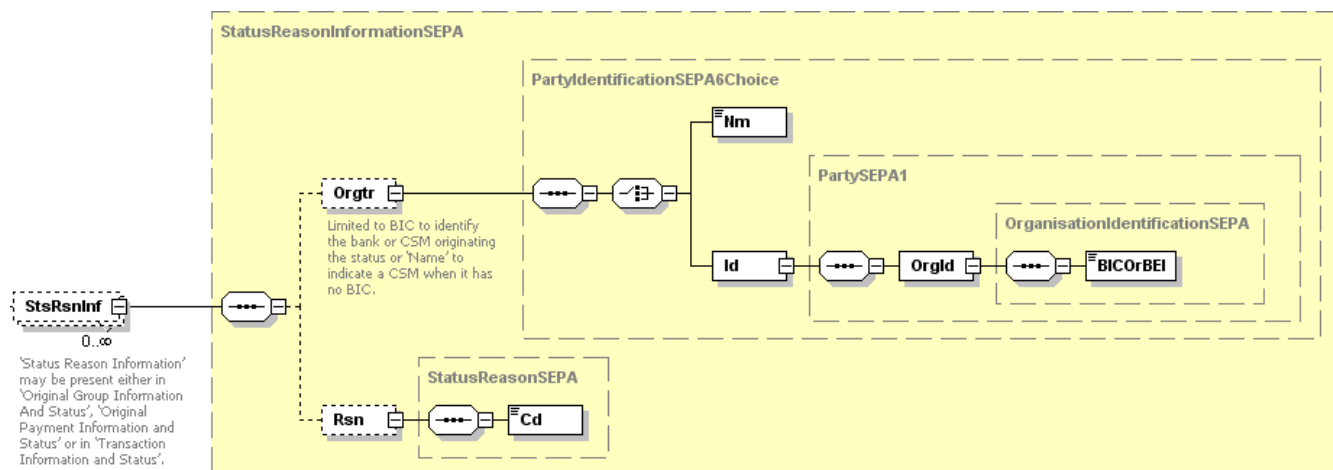 StatusReasonInformationSEPA
PartyIdentificationSEPA6Choice
Nm
PartySEPA1
Orgtr
OrganisationIdentificationSEPA
Limited to BIC to identify
the bank or CSM originating
the status or 'Name' to
indicate a CSM when it has
no BIC.
Id
OrgId
BICOrBEI
StsRsnInf
0..∞
'Status Reason Information'
may be present either in
'Original Group Information
And Status', 'Original
Payment Information and
Status' or in 'Transaction
Information and Status'.
StatusReasonSEPA
Rsn
Cd